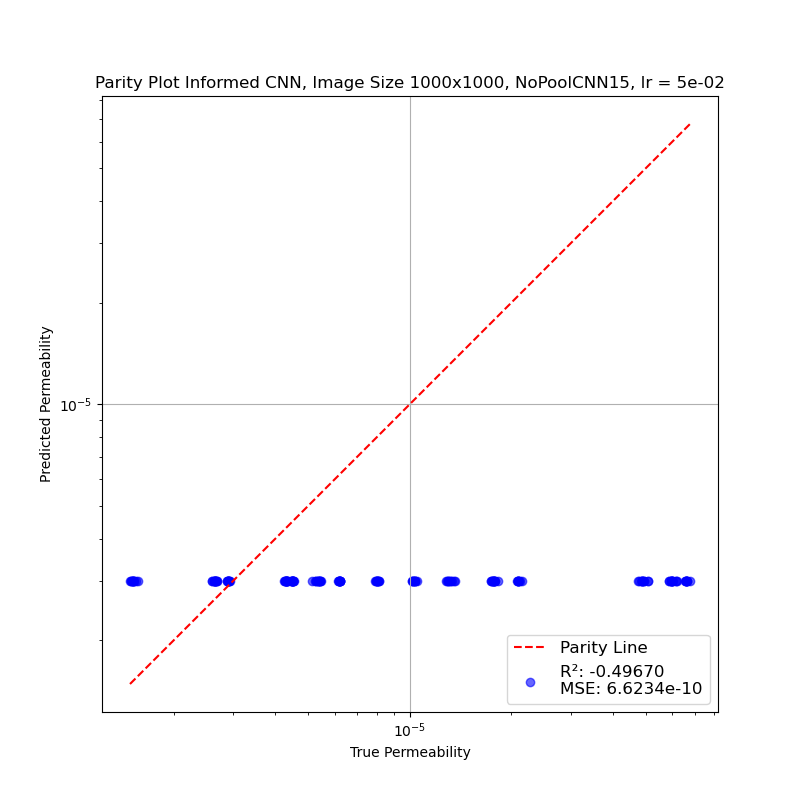 Parity Plot Informed CNN, Image Size 1000x1000, NoPoolCNN15, lr = 5e-02
Predicted Permeability
10⁻⁵
10⁻⁵
True Permeability
Parity Line
R²: -0.49670
MSE: 6.6234e-10